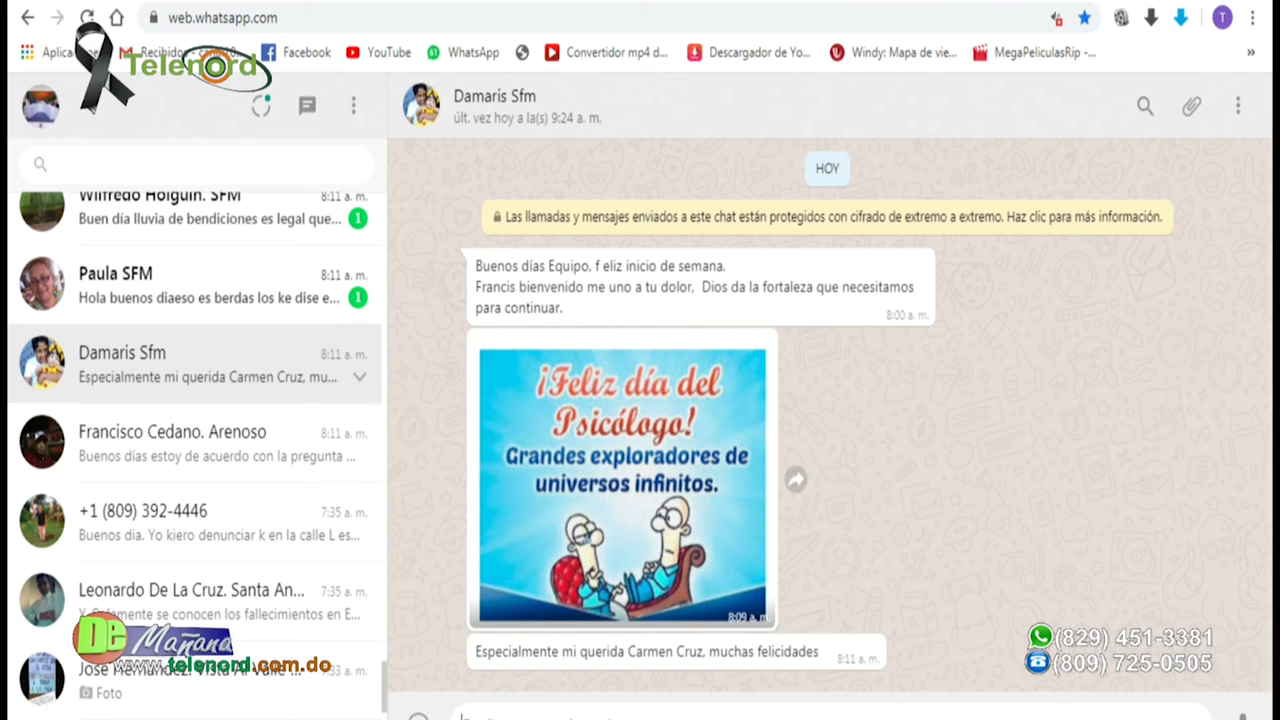 web.whatsapp.com
T
Facebook
YouTube
WhatsApp
Convertidor mp4 d...
Descargador de Yo...
Windy: Mapa de vie...
MegaPeliculasRip -...
»
Telenord
Damaris Sfm
últ. vez hoy a la(s) 9:24 a. m.
Wilfredo Holguin. SFM
8:11 a. m.
Buen día lluvia de bendiciones es legal que...
1
Paula SFM
8:11 a. m.
Hola buenos diaeso es berdas los ke dise e...
1
Damaris Sfm
8:11 a. m.
Especialmente mi querida Carmen Cruz, mu...
Francisco Cedano. Arenoso
8:11 a. m.
Buenos días estoy de acuerdo con la pregunta ...
+1 (809) 392-4446
7:35 a. m.
Buenos dia. Yo kiero denunciar k en la calle L es...
Leonardo De La Cruz. Santa An...
7:35 a. m.
se conocen los fallecimientos en E...
De Mañana
www.telenord.com.do
Foto
HOY
Las llamadas y mensajes enviados a este chat están protegidos con cifrado de extremo a extremo. Haz clic para más información.
Buenos días Equipo, f eliz inicio de semana.
Francis bienvenido me uno a tu dolor, Dios da la fortaleza que necesitamos
para continuar.
8:00 a. m.
¡Feliz día del
Psicólogo!
Grandes exploradores de
universos infinitos.
8:09 a. m.
Especialmente mi querida Carmen Cruz, muchas felicidades
8:11 a. m.
(829) 451-3381
(809) 725-0505